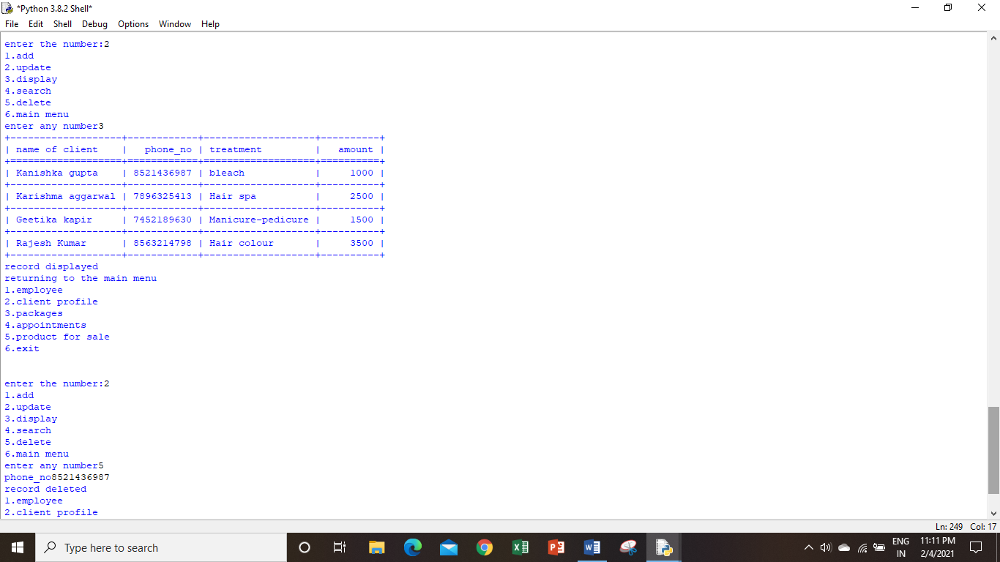 *Python 3.8.2 Shell*
File Edit Shell Debug Options Window Help
enter the number:2
1.add
2.update
3.display
4.search
5.delete
6.main menu
enter any number3
+-------------------+------------+-------------------+----------+
| name of client    |   phone_no | treatment         |   amount |
+===================+============+===================+==========+
| Kanishka gupta    | 8521436987 | bleach            |     1000 |
+-------------------+------------+-------------------+----------+
| Karishma aggarwal | 7896325413 | Hair spa          |     2500 |
+-------------------+------------+-------------------+----------+
| Geetika kapir     | 7452189630 | Manicure-pedicure |     1500 |
+-------------------+------------+-------------------+----------+
| Rajesh Kumar      | 8563214798 | Hair colour       |     3500 |
+-------------------+------------+-------------------+----------+
record displayed
returning to the main menu
1.employee
2.client profile
3.packages
4.appointments
5.product for sale
6.exit
enter the number:2
1.add
2.update
3.display
4.search
5.delete
6.main menu
enter any number5
phone_no8521436987
record deleted
1.employee
2.client profile
Ln: 249 Col: 17
Type here to search
ENG
IN
11:11 PM
2/4/2021